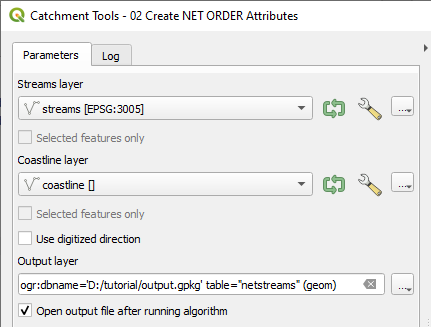 Catchment Tools - 02 Create NET ORDER Attributes
Parameters
Log
Streams layer
streams [EPSG:3005]
...
Selected features only
Coastline layer
coastline []
...
Selected features only
Use digitized direction
Output layer
ogr:dbname='D:/tutorial/output.gpkg' table="netstreams" (geom)
...
Open output file after running algorithm